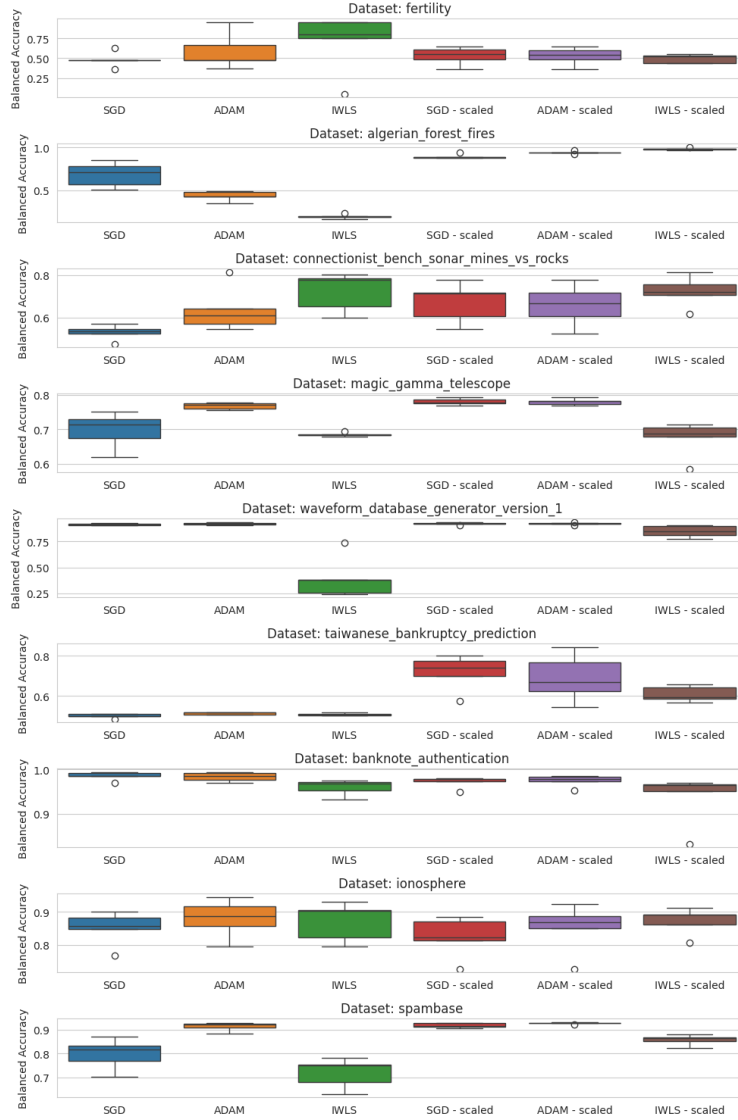 Dataset: fertility
Balanced Accuracy
0.75
0.50
0.25
SGD ADAM IWLS SGD - scaled ADAM - scaled IWLS - scaled
Dataset: algerian_forest_fires
Balanced Accuracy
1.0
0.5
SGD ADAM IWLS SGD - scaled ADAM - scaled IWLS - scaled
Dataset: connectionist_bench_sonar_mines_vs_rocks
Balanced Accuracy
0.8
0.6
SGD ADAM IWLS SGD - scaled ADAM - scaled IWLS - scaled
Dataset: magic_gamma_telescope
Balanced Accuracy
0.8
0.7
0.6
SGD ADAM IWLS SGD - scaled ADAM - scaled IWLS - scaled
Dataset: waveform_database_generator_version_1
Balanced Accuracy
0.75
0.50
0.25
SGD ADAM IWLS SGD - scaled ADAM - scaled IWLS - scaled
Dataset: taiwanese_bankruptcy_prediction
Balanced Accuracy
0.8
0.6
SGD ADAM IWLS SGD - scaled ADAM - scaled IWLS - scaled
Dataset: banknote_authentication
Balanced Accuracy
1.0
0.9
SGD ADAM IWLS SGD - scaled ADAM - scaled IWLS - scaled
Dataset: ionosphere
Balanced Accuracy
0.9
0.8
SGD ADAM IWLS SGD - scaled ADAM - scaled IWLS - scaled
Dataset: spambase
Balanced Accuracy
0.9
0.8
0.7
SGD ADAM IWLS SGD - scaled ADAM - scaled IWLS - scaled